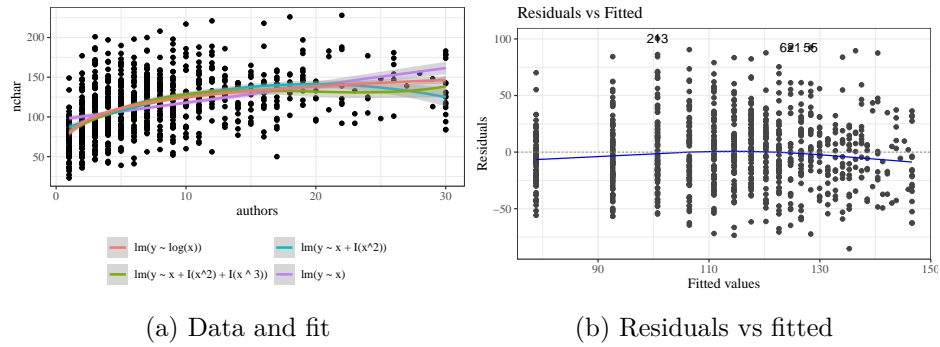 200
150
100
50
nchar
0
10
20
30
authors
lm(y ~ log(x))
lm(y ~ x + I(x^2))
lm(y ~ x + I(x^2) + I(x ^ 3))
lm(y ~ x)
(a) Data and fit
Residuals vs Fitted
100
50
0
−50
Residuals
90
110
130
150
Fitted values
(b) Residuals vs fitted